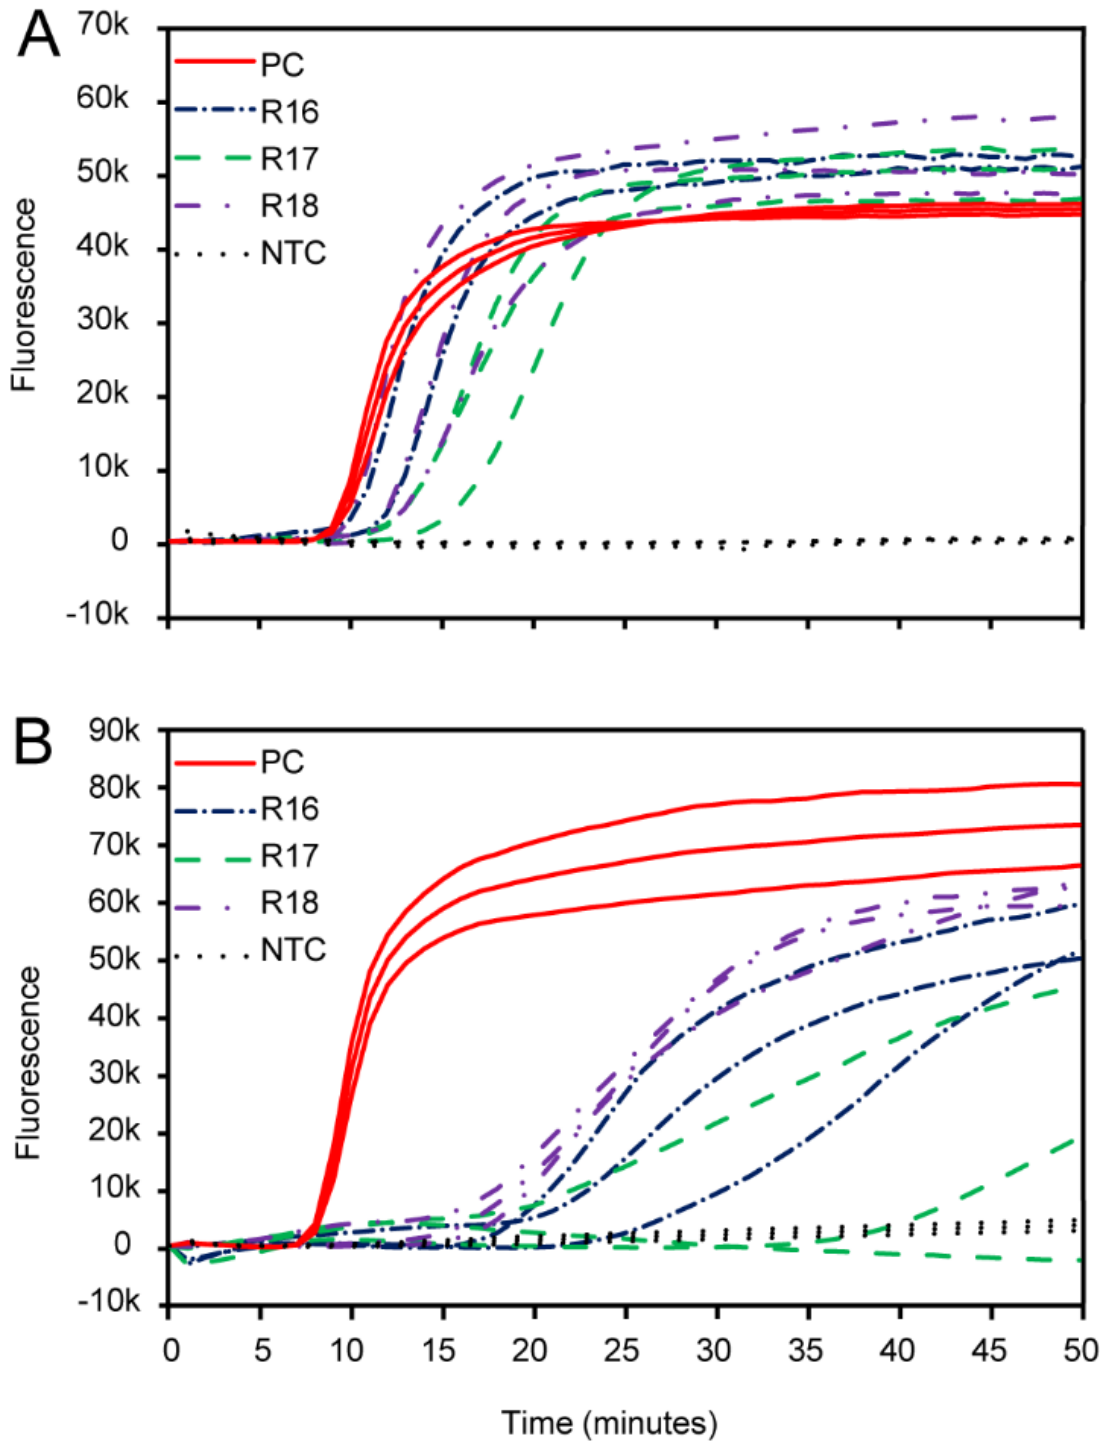 A
70k
60k
50k
40k
30k
20k
10k
0
-10k
Fluorescence
PC
R16
R17
R18
NTC
B
90k
80k
70k
60k
50k
40k
30k
20k
10k
0
-10k
Fluorescence
PC
R16
R17
R18
NTC
0 5 10 15 20 25 30 35 40 45 50
Time (minutes)